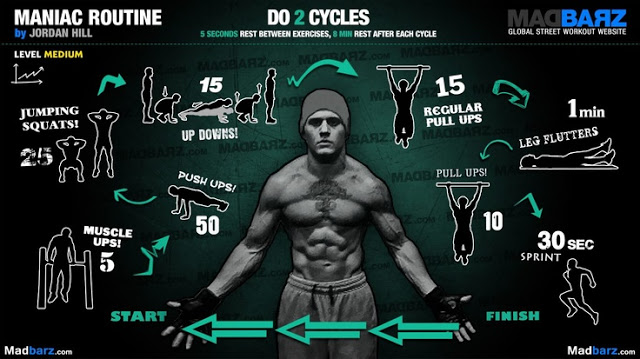 MANIAC ROUTINE
by JORDAN HILL
DO 2 CYCLES
5 SECONDS REST BETWEEN EXERCISES, 8 MIN REST AFTER EACH CYCLE
MADBARZ
GLOBAL STREET WORKOUT WEBSITE
LEVEL MEDIUM
JUMPING
SQUATS!
25
15
UP DOWNS!
15
REGULAR
PULL UPS
1min
LEG FLUTTERS
PUSH UPS!
50
PULL UPS!
10
MUSCLE
UPS!
5
30 SEC
SPRINT
START
FINISH
Madbarz.com
Madbarz.com